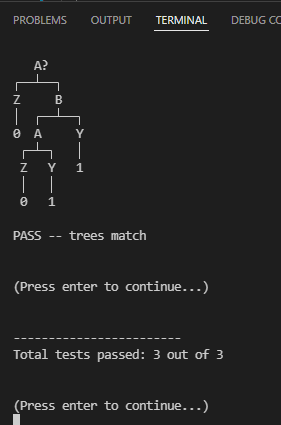 PROBLEMS OUTPUT TERMINAL DEBUG CO
A?
Z B
0 A Y
Z Y 1
0 1
PASS -- trees match
(Press enter to continue...)
------------------------
Total tests passed: 3 out of 3
(Press enter to continue...)